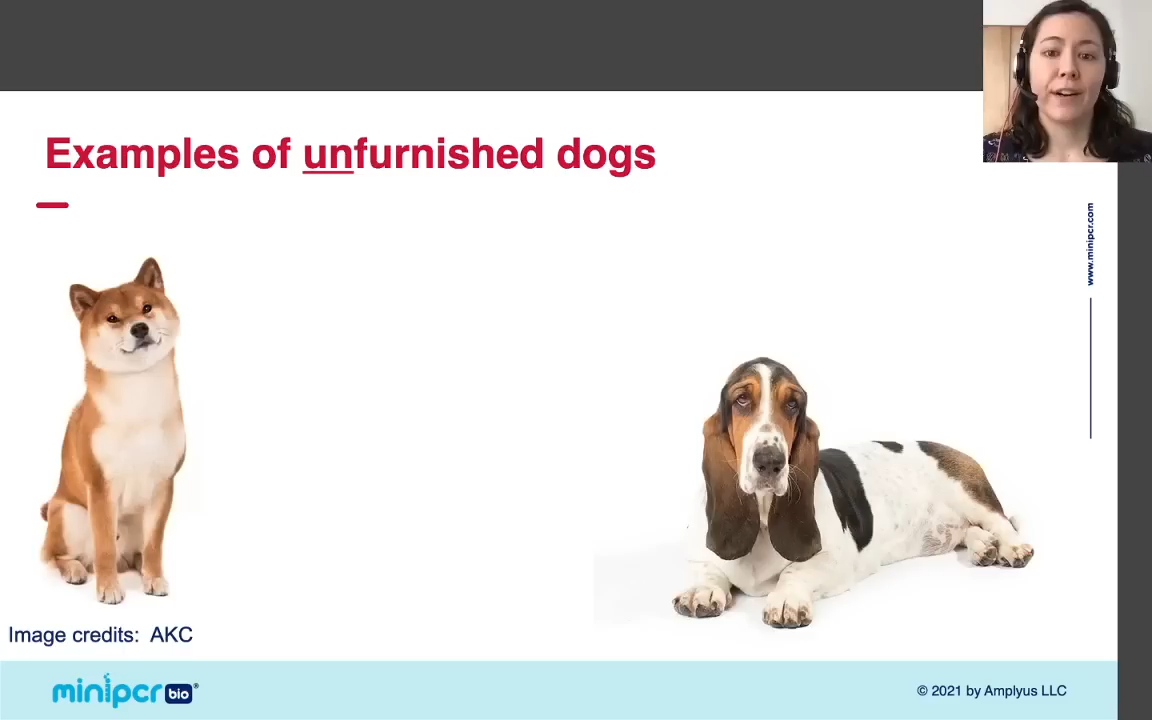 Examples of unfurnished dogs
www.minipcr.com
Image credits:  AKC
minipcr bio®
© 2021 by Amplyus LLC